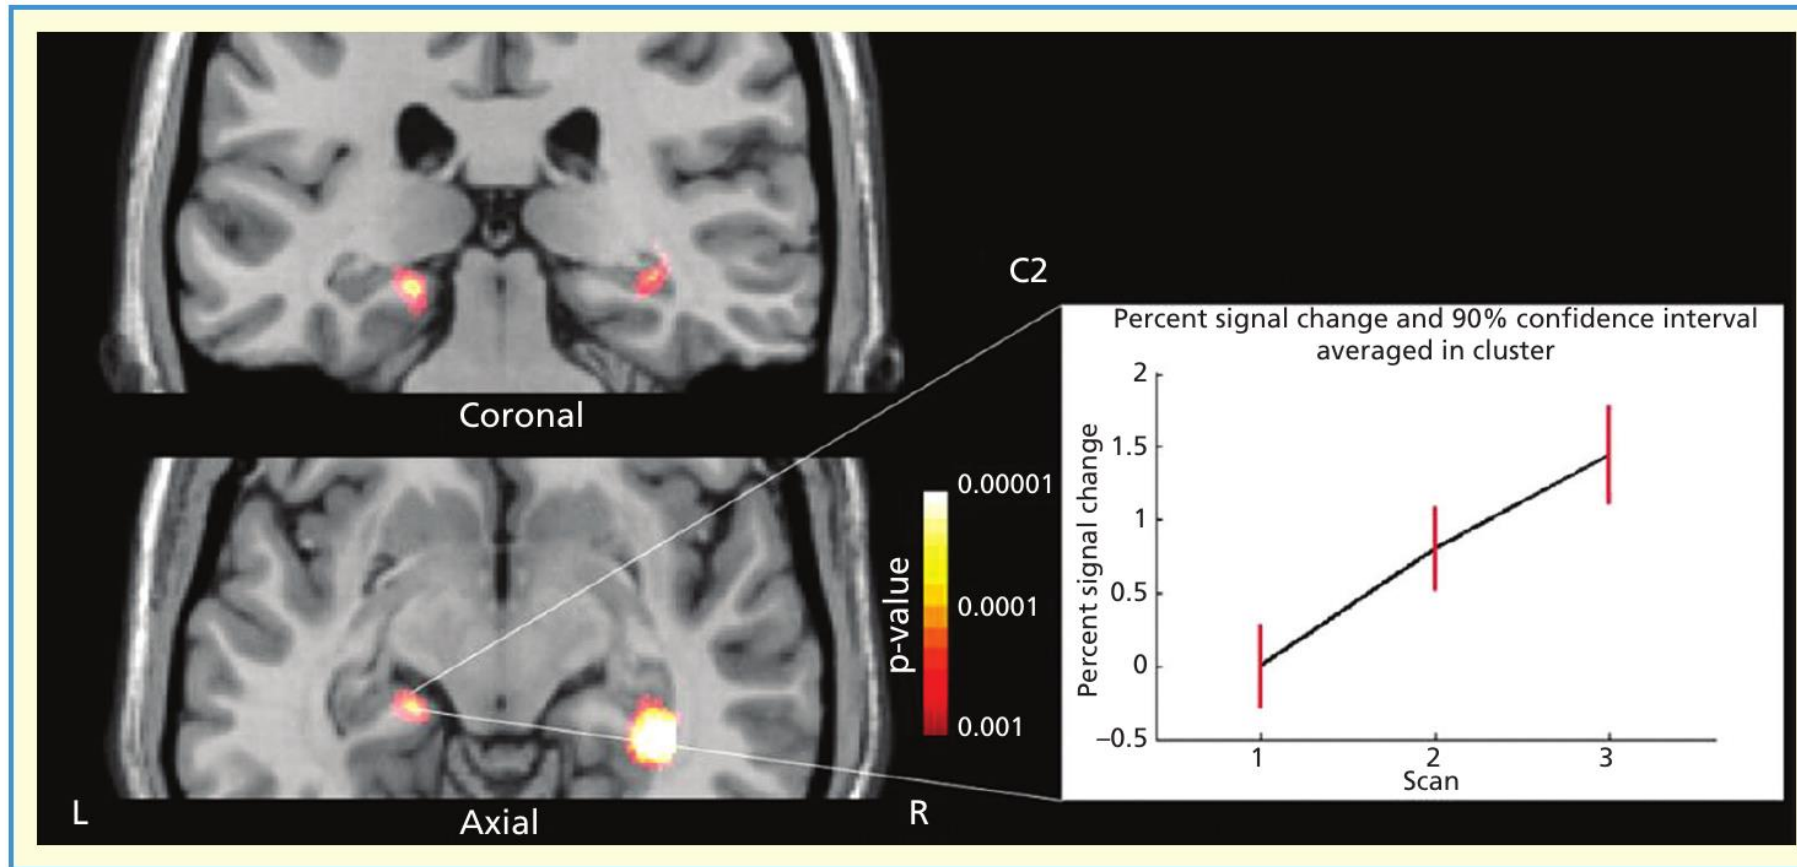 Coronal
C2
Percent signal change and 90% confidence interval
averaged in cluster
Percent signal change
2
1.5
1
0.5
0
–0.5
1
2
3
Scan
p-value
0.00001
0.0001
0.001
L
Axial
R